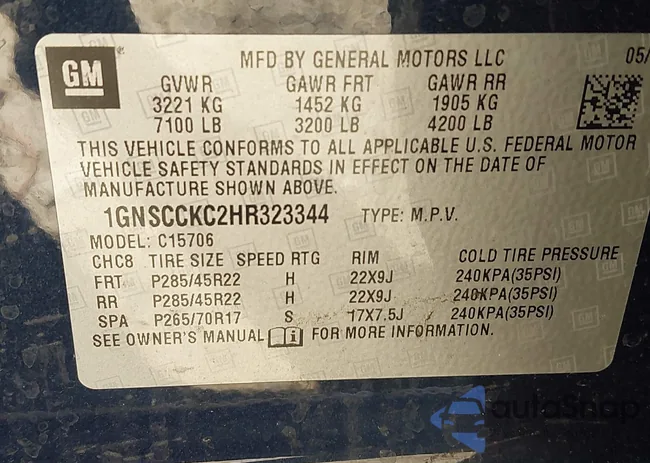 GM
MFD BY GENERAL MOTORS LLC 05/
GVWR GAWR FRT GAWR RR
3221 KG 1452 KG 1905 KG
7100 LB 3200 LB 4200 LB
THIS VEHICLE CONFORMS TO ALL APPLICABLE U.S. FEDERAL MOTOR
VEHICLE SAFETY STANDARDS IN EFFECT ON THE DATE OF
MANUFACTURE SHOWN ABOVE.
1GNSCCKC2HR323344 TYPE: M.P.V.
MODEL: C15706
CHC8 TIRE SIZE SPEED RTG RIM COLD TIRE PRESSURE
FRT P285/45R22 H 22X9J 240KPA(35PSI)
RR P285/45R22 H 22X9J 240KPA(35PSI)
SPA P265/70R17 S 17X7.5J 240KPA(35PSI)
SEE OWNER'S MANUAL i FOR MORE INFORMATION.
autoSnap